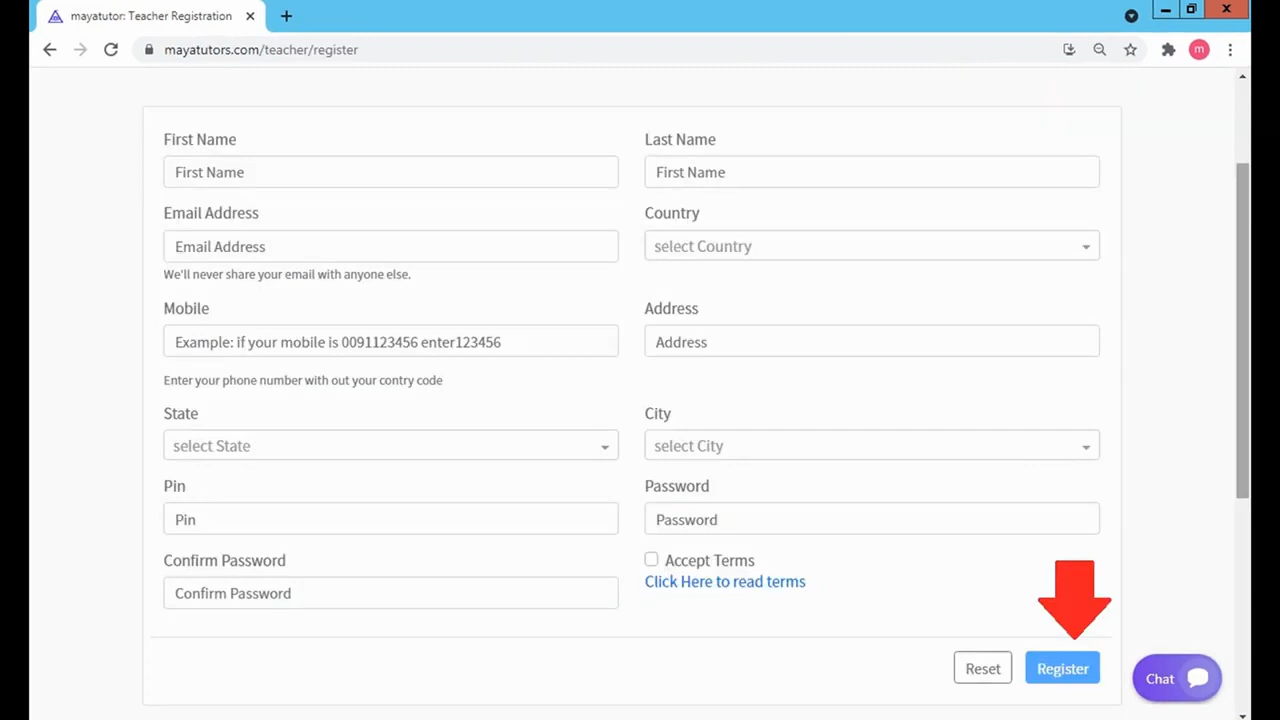 mayatutor: Teacher Registration
mayatutors.com/teacher/register
m
First Name
Last Name
First Name
First Name
Email Address
Country
Email Address
select Country
We'll never share your email with anyone else.
Mobile
Address
Example: if your mobile is 0091123456 enter123456
Address
Enter your phone number with out your contry code
State
City
select State
select City
Pin
Password
Pin
Password
Confirm Password
Accept Terms
Click Here to read terms
Confirm Password
Reset
Register
Chat